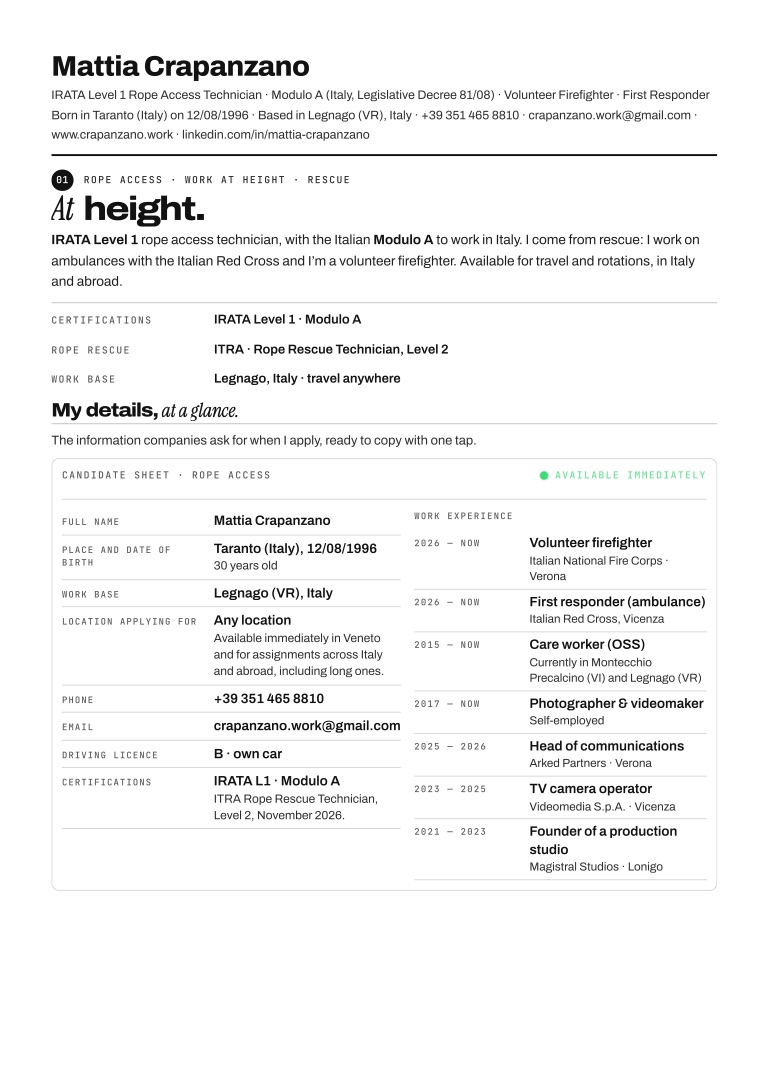 Mattia Crapanzano
IRATA Level 1 Rope Access Technician · Modulo A (Italy, Legislative Decree 81/08) · Volunteer Firefighter · First Responder
Born in Taranto (Italy) on 12/08/1996 · Based in Legnago (VR), Italy · +39 351 465 8810 · crapanzano.work@gmail.com ·
www.crapanzano.work · linkedin.com/in/mattia-crapanzano
01 ROPE ACCESS · WORK AT HEIGHT · RESCUE
At height.
IRATA Level 1 rope access technician, with the Italian Modulo A to work in Italy. I come from rescue: I work on
ambulances with the Italian Red Cross and I’m a volunteer firefighter. Available for travel and rotations, in Italy
and abroad.
CERTIFICATIONS IRATA Level 1 · Modulo A
ROPE RESCUE ITRA · Rope Rescue Technician, Level 2
WORK BASE Legnago, Italy · travel anywhere
My details, at a glance.
The information companies ask for when I apply, ready to copy with one tap.
CANDIDATE SHEET · ROPE ACCESS
AVAILABLE IMMEDIATELY
FULL NAME Mattia Crapanzano
PLACE AND DATE OF
BIRTH
Taranto (Italy), 12/08/1996
30 years old
WORK BASE Legnago (VR), Italy
LOCATION APPLYING FOR Any location
Available immediately in Veneto
and for assignments across Italy
and abroad, including long ones.
PHONE +39 351 465 8810
EMAIL crapanzano.work@gmail.com
DRIVING LICENCE B · own car
CERTIFICATIONS IRATA L1 · Modulo A
ITRA Rope Rescue Technician,
Level 2, November 2026.
WORK EXPERIENCE
2026 — NOW Volunteer firefighter
Italian National Fire Corps ·
Verona
2026 — NOW First responder (ambulance)
Italian Red Cross, Vicenza
2015 — NOW Care worker (OSS)
Currently in Montecchio
Precalcino (VI) and Legnago (VR)
2017 — NOW Photographer & videomaker
Self-employed
2025 — 2026 Head of communications
Arked Partners · Verona
2023 — 2025 TV camera operator
Videomedia S.p.A. · Vicenza
2021 — 2023 Founder of a production
studio
Magistral Studios · Lonigo